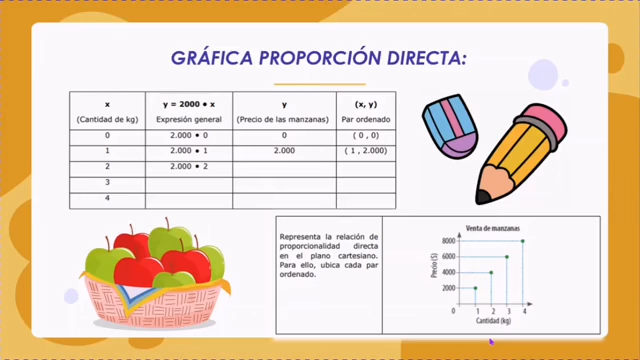 GRÁFICA PROPORCIÓN DIRECTA:
x y = 2000 • x y (x, y)
(Cantidad de kg) Expresión general (Precio de las manzanas) Par ordenado
0 2.000 • 0 0 ( 0 , 0)
1 2.000 • 1 2.000 ( 1 , 2.000)
2 2.000 • 2
3
4
Representa la relación de
proporcionalidad directa
en el plano cartesiano.
Para ello, ubica cada par
ordenado.
Venta de manzanas
Precio($)
8000
6000
4000
2000
0 1 2 3 4
Cantidad (kg)